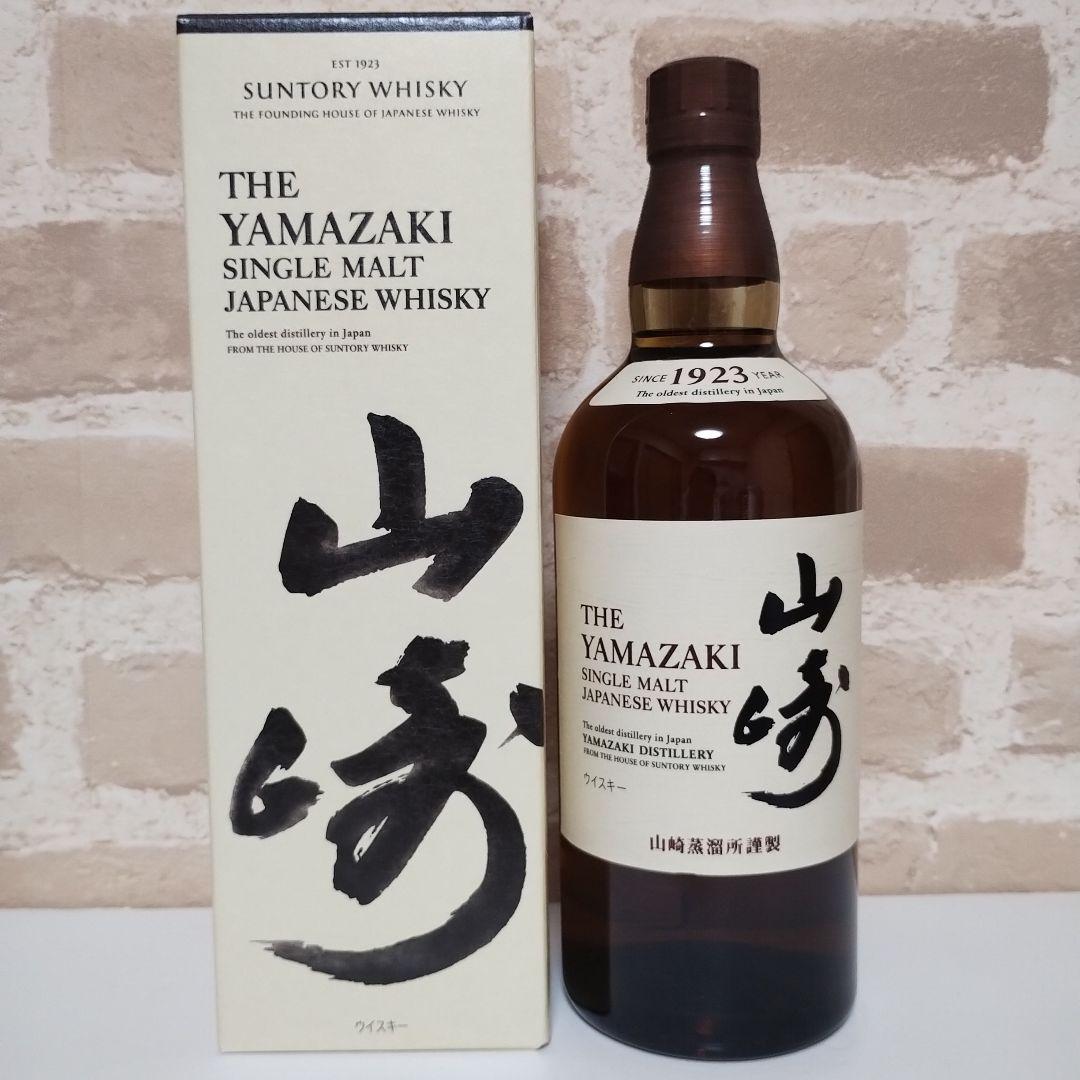 EST 1923
SUNTORY WHISKY
THE FOUNDING HOUSE OF JAPANESE WHISKY
THE
YAMAZAKI
SINGLE MALT
JAPANESE WHISKY
The oldest distillery in Japan
FROM THE HOUSE OF SUNTORY WHISKY
山崎
ウイスキー
SINCE 1923 YEAR
The oldest distillery in Japan
THE
YAMAZAKI
SINGLE MALT
JAPANESE WHISKY
The oldest distillery in Japan
YAMAZAKI DISTILLERY
FROM THE HOUSE OF SUNTORY WHISKY
ウイスキー
山崎
山崎蒸溜所謹製